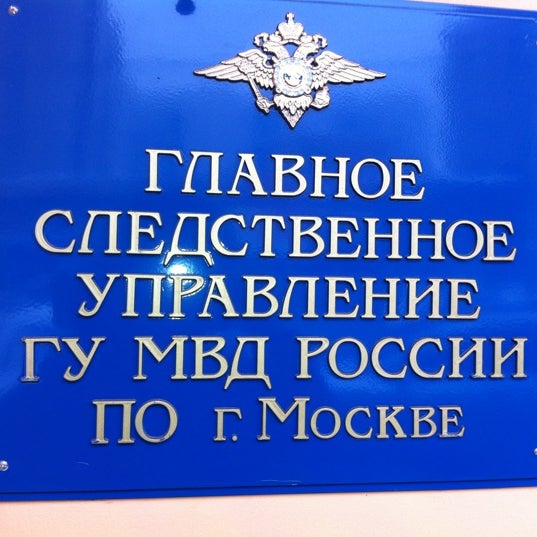 ГЛАВНОЕ
СЛЕДСТВЕННОЕ
УПРАВЛЕНИЕ
ГУ МВД РОССИИ
ПО г. МОСКВЕ